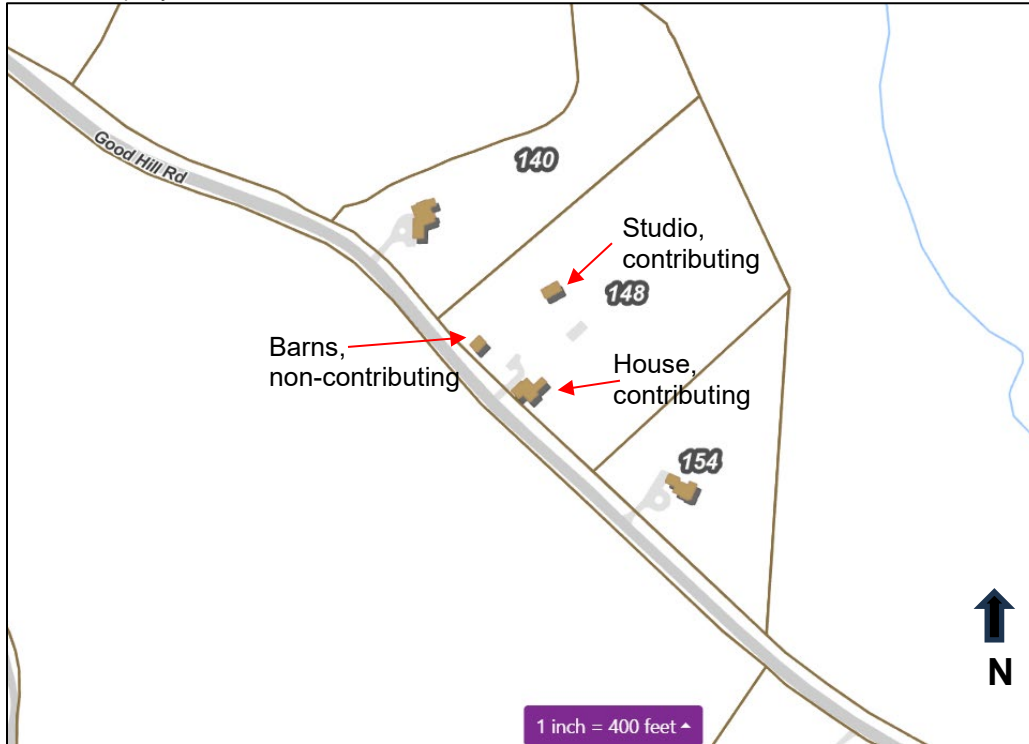 Good Hill Rd
140
Studio,
contributing
148
Barns,
non-contributing
House,
contributing
154
N
1 inch = 400 feet